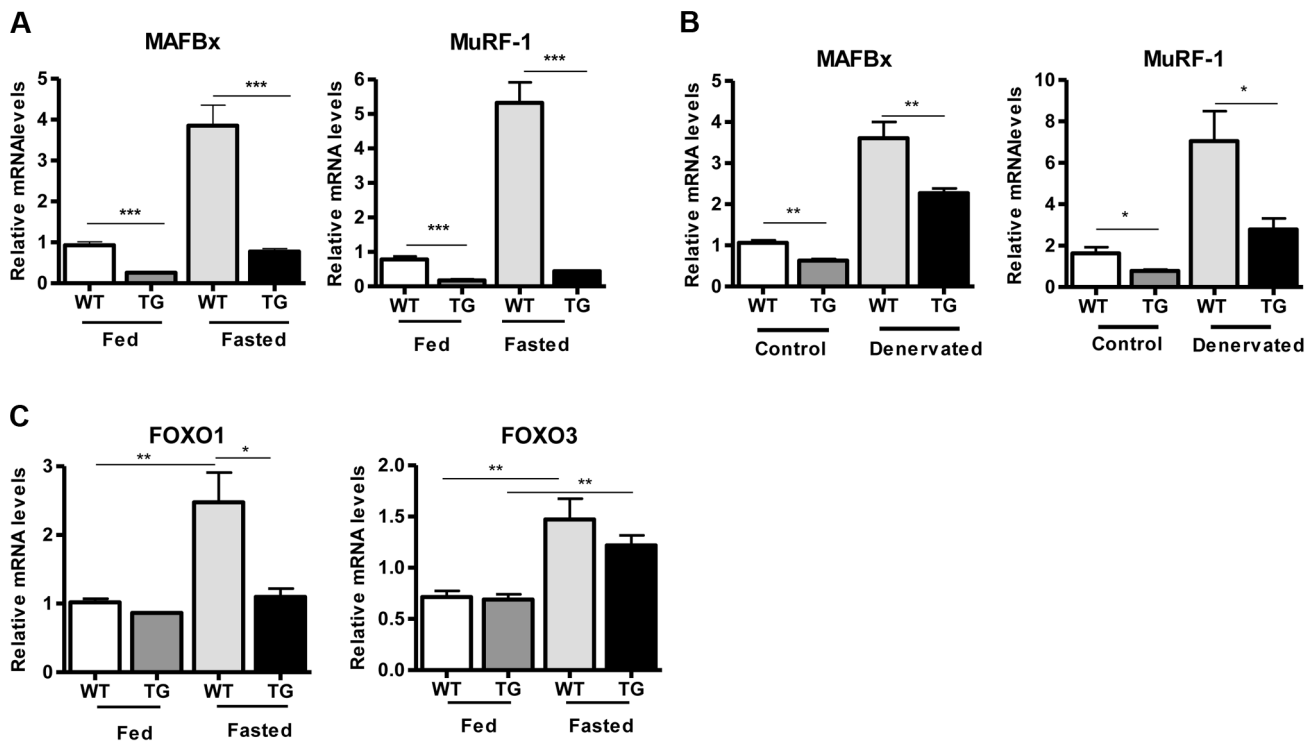 A
MAFBx
Relative mRNAlevels
5
4
3
2
1
0
***
***
WT TG WT TG
Fed Fasted
MuRF-1
Relative mRNA levels
6
5
4
3
2
1
0
***
***
WT TG WT TG
Fed Fasted
B
MAFBx
Relative mRNA levels
5
4
3
2
1
0
**
**
WT TG WT TG
Control Denervated
MuRF-1
Relative mRNAlevels
10
8
6
4
2
0
*
*
WT TG WT TG
Control Denervated
C
FOXO1
Relative mRNA levels
3
2
1
0
** *
WT TG WT TG
Fed Fasted
FOXO3
Relative mRNA levels
2.0
1.5
1.0
0.5
0.0
**
**
WT TG WT TG
Fed Fasted